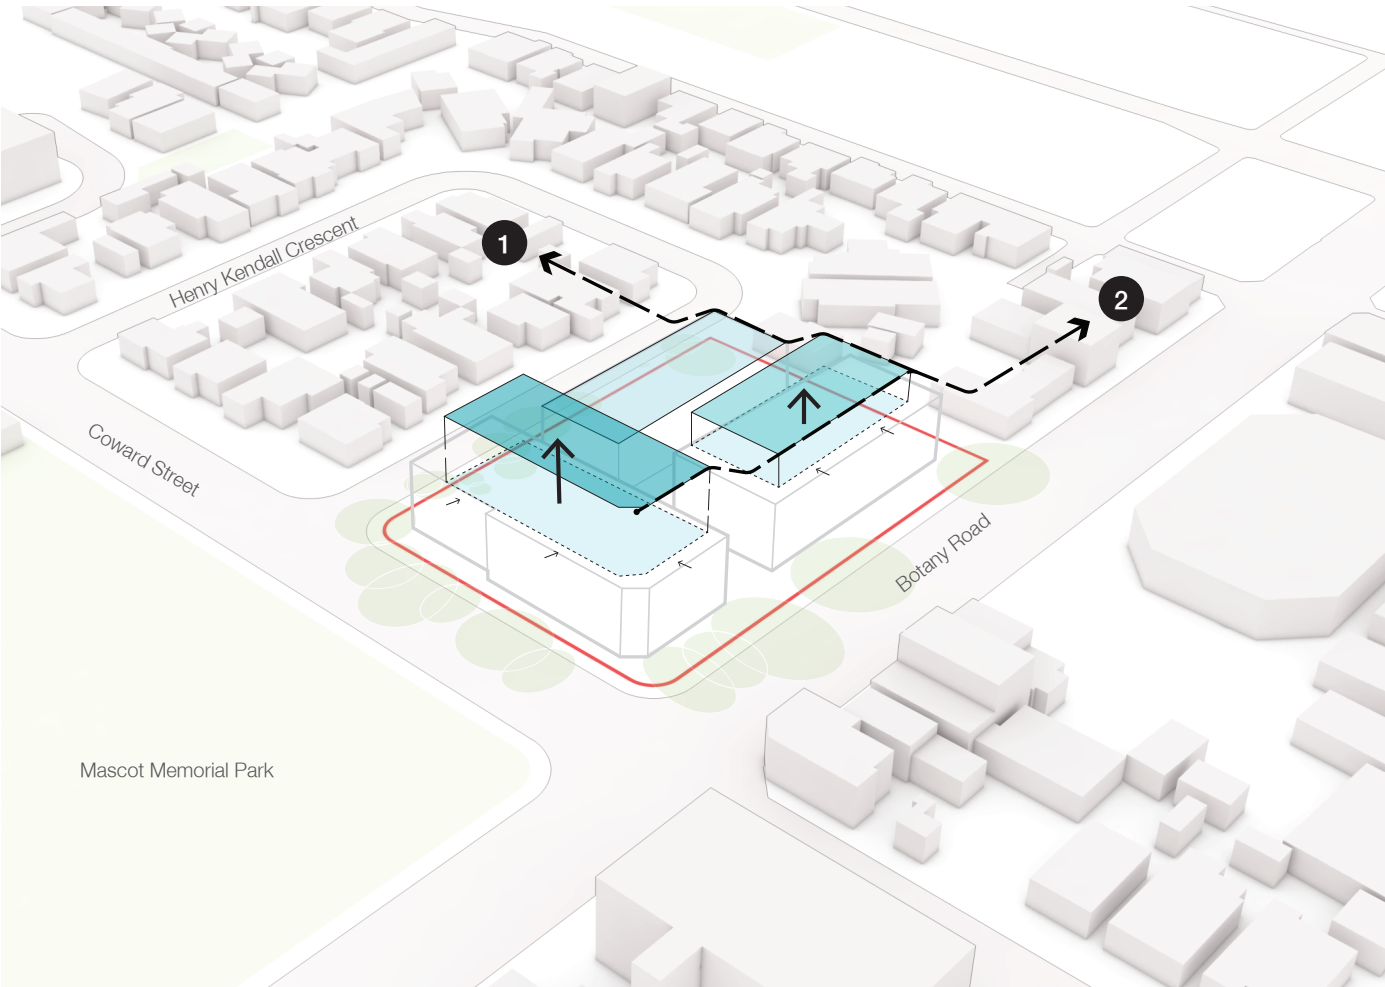 1
Henry Kendall Crescent
2
Coward Street
Botany Road
Mascot Memorial Park